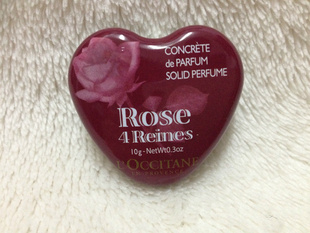 CONCRÈTE
de PARFUM
SOLID PERFUME
Rose
4 Reines
10g - NetWt0.3oz
L'OCCITANE